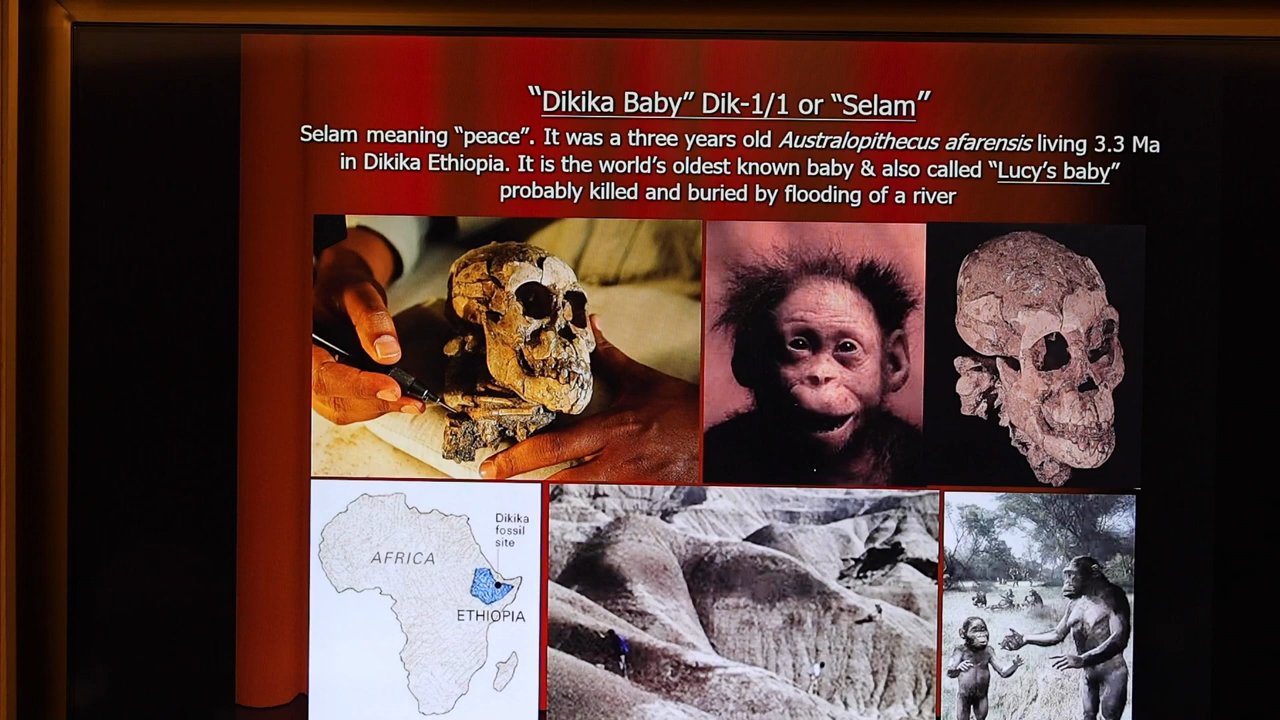 “Dikika Baby” Dik-1/1 or “Selam”
Selam meaning “peace”. It was a three years old Australopithecus afarensis living 3.3 Ma
in Dikika Ethiopia. It is the world’s oldest known baby & also called “Lucy’s baby”
probably killed and buried by flooding of a river
Dikika
fossil
site
AFRICA
ETHIOPIA